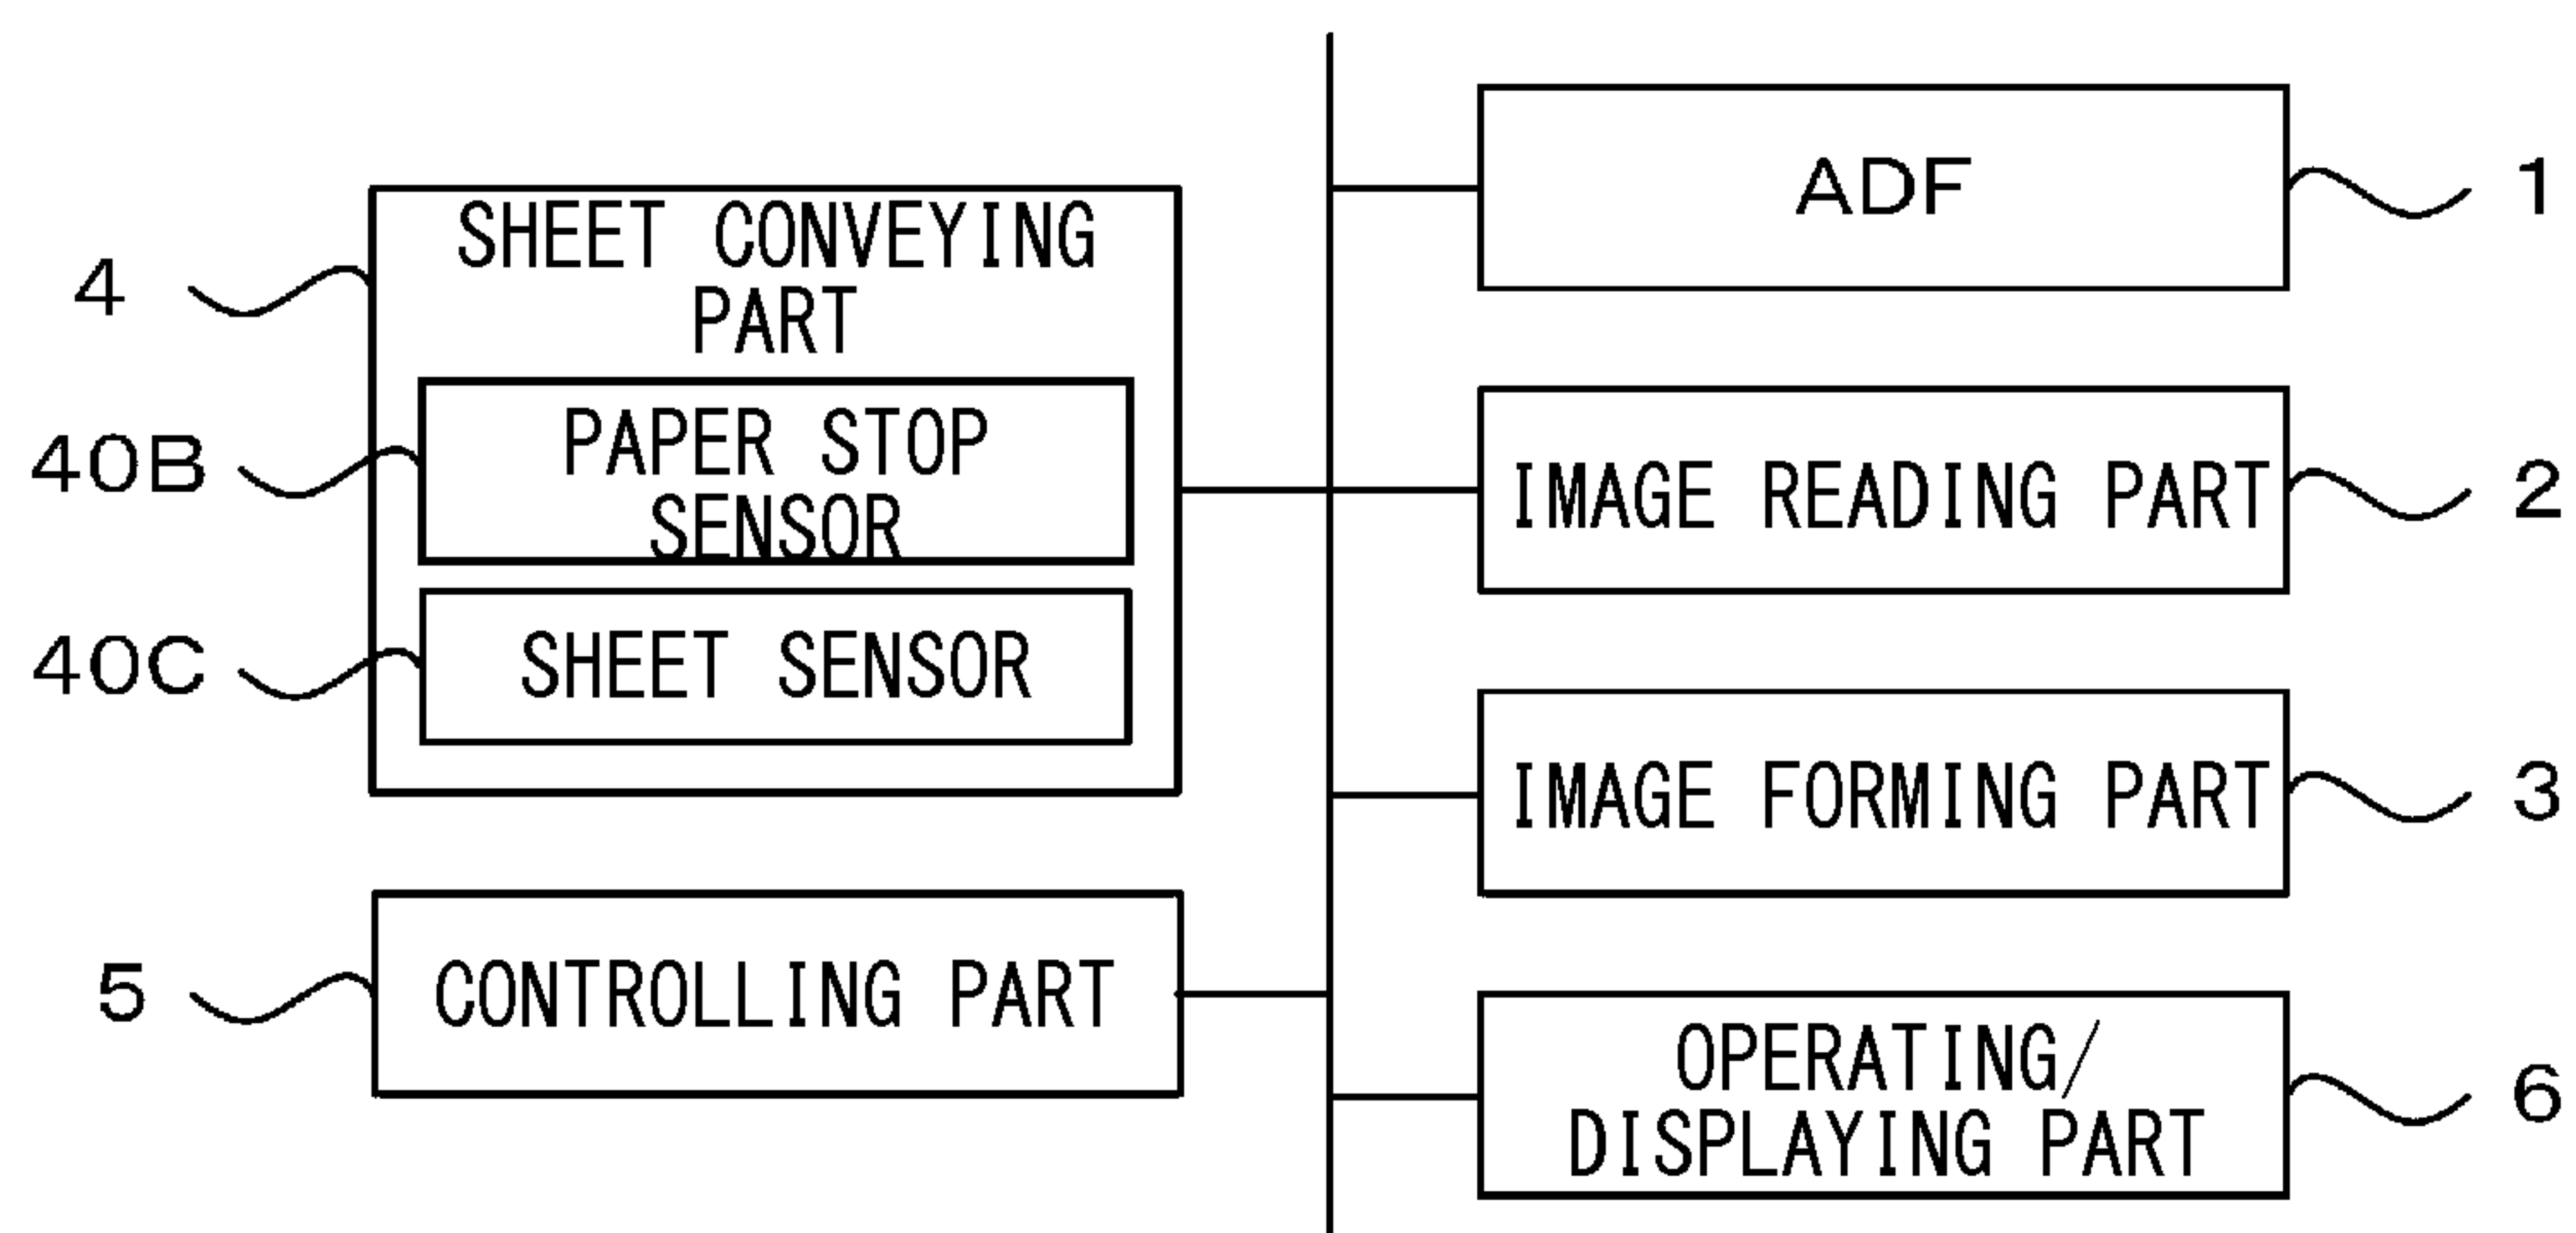 4
SHEET CONVEYING
PART
40B
PAPER STOP
SENSOR
40C
SHEET SENSOR
5
CONTROLLING PART
ADF
1
IMAGE READING PART
2
IMAGE FORMING PART
3
OPERATING/
DISPLAYING PART
6